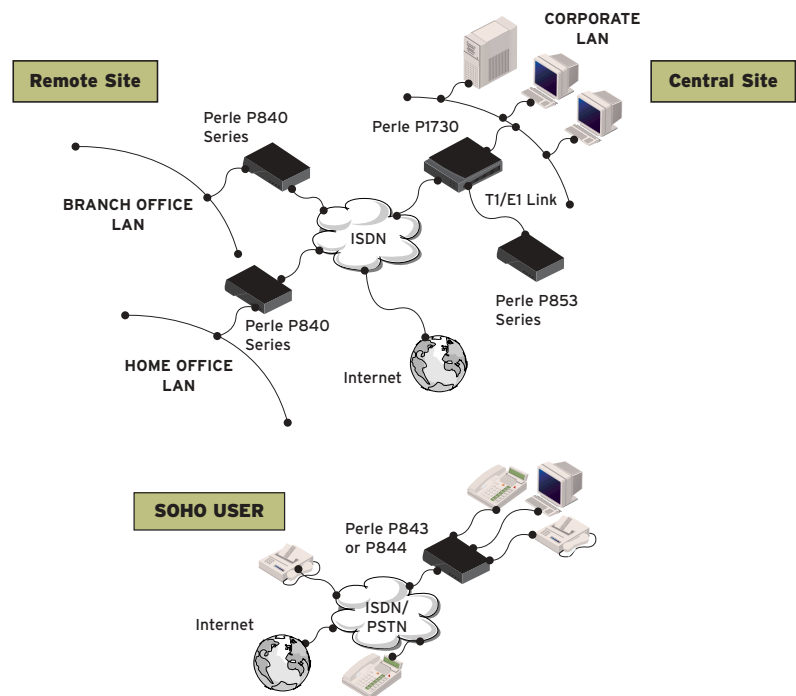 CORPORATE
LAN
Remote Site
Central Site
Perle P840
Series
Perle P1730
BRANCH OFFICE
LAN
T1/E1 Link
ISDN
Perle P853
Series
Perle P840
Series
HOME OFFICE
LAN
Internet
SOHO USER
Perle P843
or P844
ISDN/
PSTN
Internet